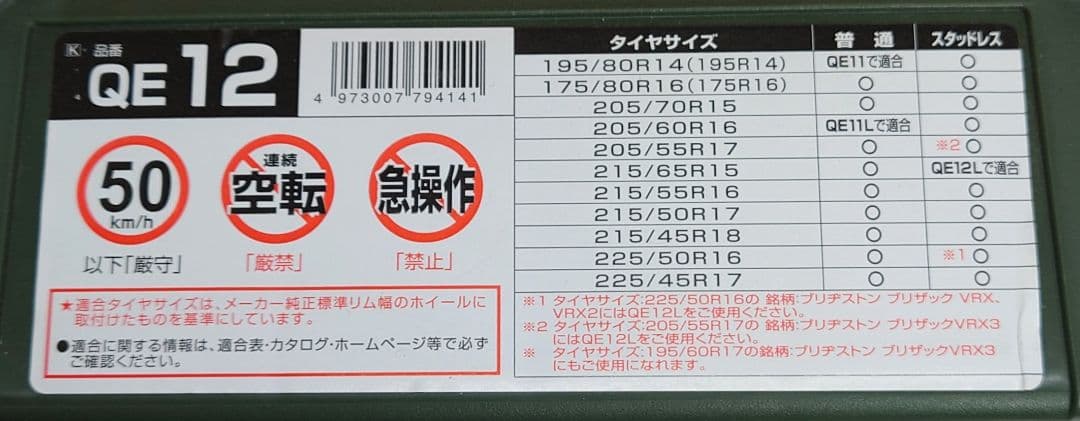 K 品番
QE12
4 973007 794141
50
km/h
以下「厳守」
連続
空転
「厳禁」
急操作
「禁止」
★適合タイヤサイズは、メーカー純正標準リム幅のホイールに
取付けたものを基準にしています。
●適合に関する情報は、適合表・カタログ・ホームページ等で必ず
ご確認ください。
タイヤサイズ 普通 スタッドレス
195/80R14(195R14) QE11で適合 ○
175/80R16(175R16) ○ ○
205/70R15 ○ ○
205/60R16 QE11Lで適合 ○
205/55R17 ○ ※2 ○
215/65R15 ○ QE12Lで適合
215/55R16 ○ ○
215/50R17 ○ ○
215/45R18 ○ ○
225/50R16 ○ ※1 ○
225/45R17 ○ ○
※1 タイヤサイズ:225/50R16の 銘柄:ブリヂストン ブリザック VRX、
VRX2にはQE12Lをご使用ください。
※2 タイヤサイズ:205/55R17の 銘柄:ブリヂストン ブリザックVRX3
にはQE12Lをご使用ください。
※ タイヤサイズ:195/60R17の銘柄:ブリヂストン ブリザックVRX3
にもご使用になれます。